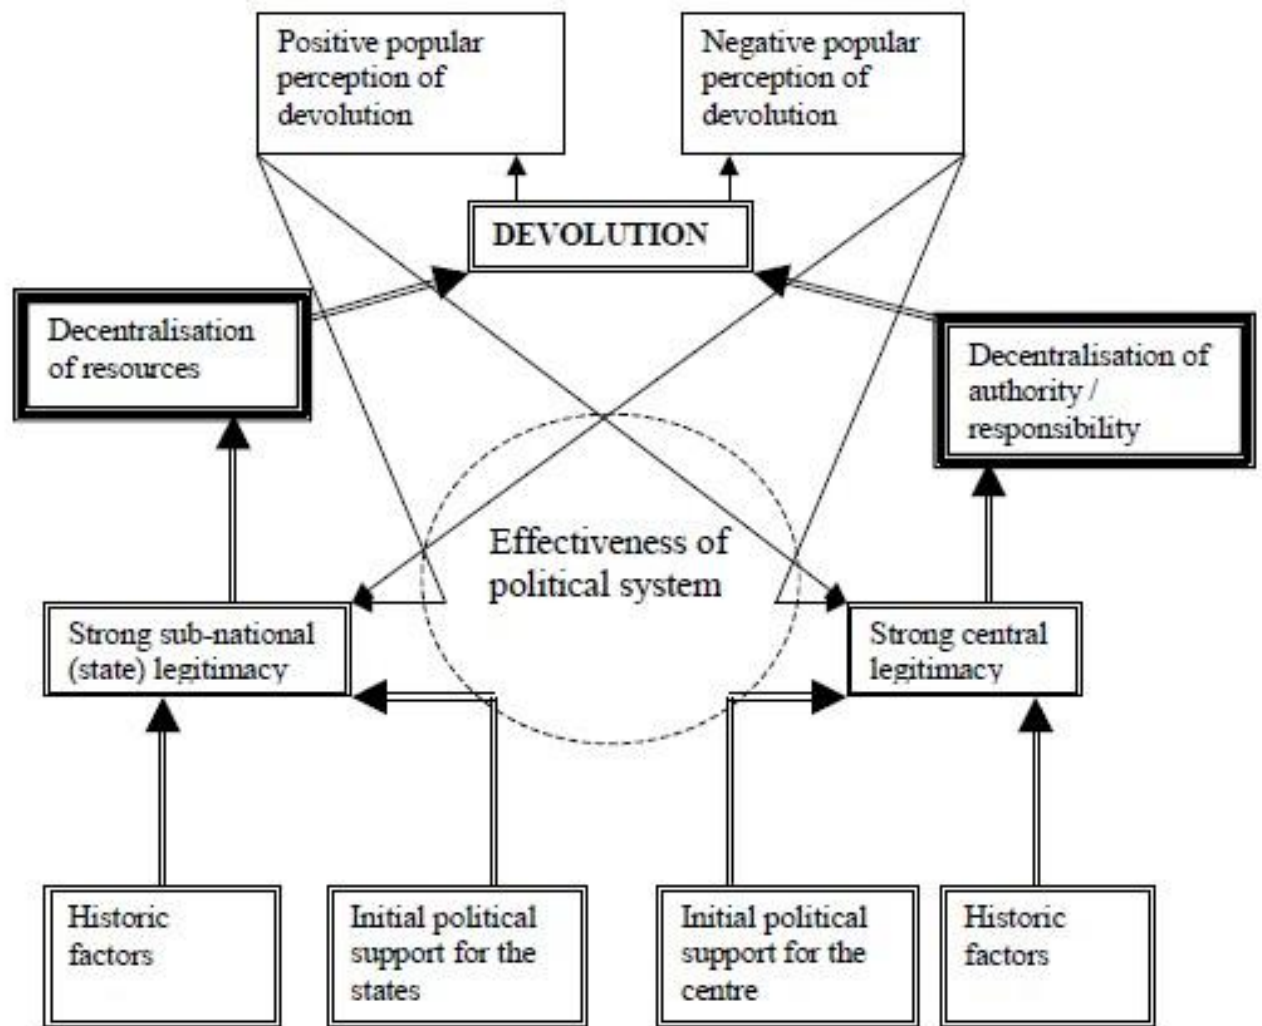 Positive popular
perception of
devolution
Negative popular
perception of
devolution
DEVOLUTION
Decentralisation
of resources
Decentralisation of
authority /
responsibility
Effectiveness of
political system
Strong sub-national
(state) legitimacy
Strong central
legitimacy
Historic
factors
Initial political
support for the
states
Initial political
support for the
centre
Historic
factors